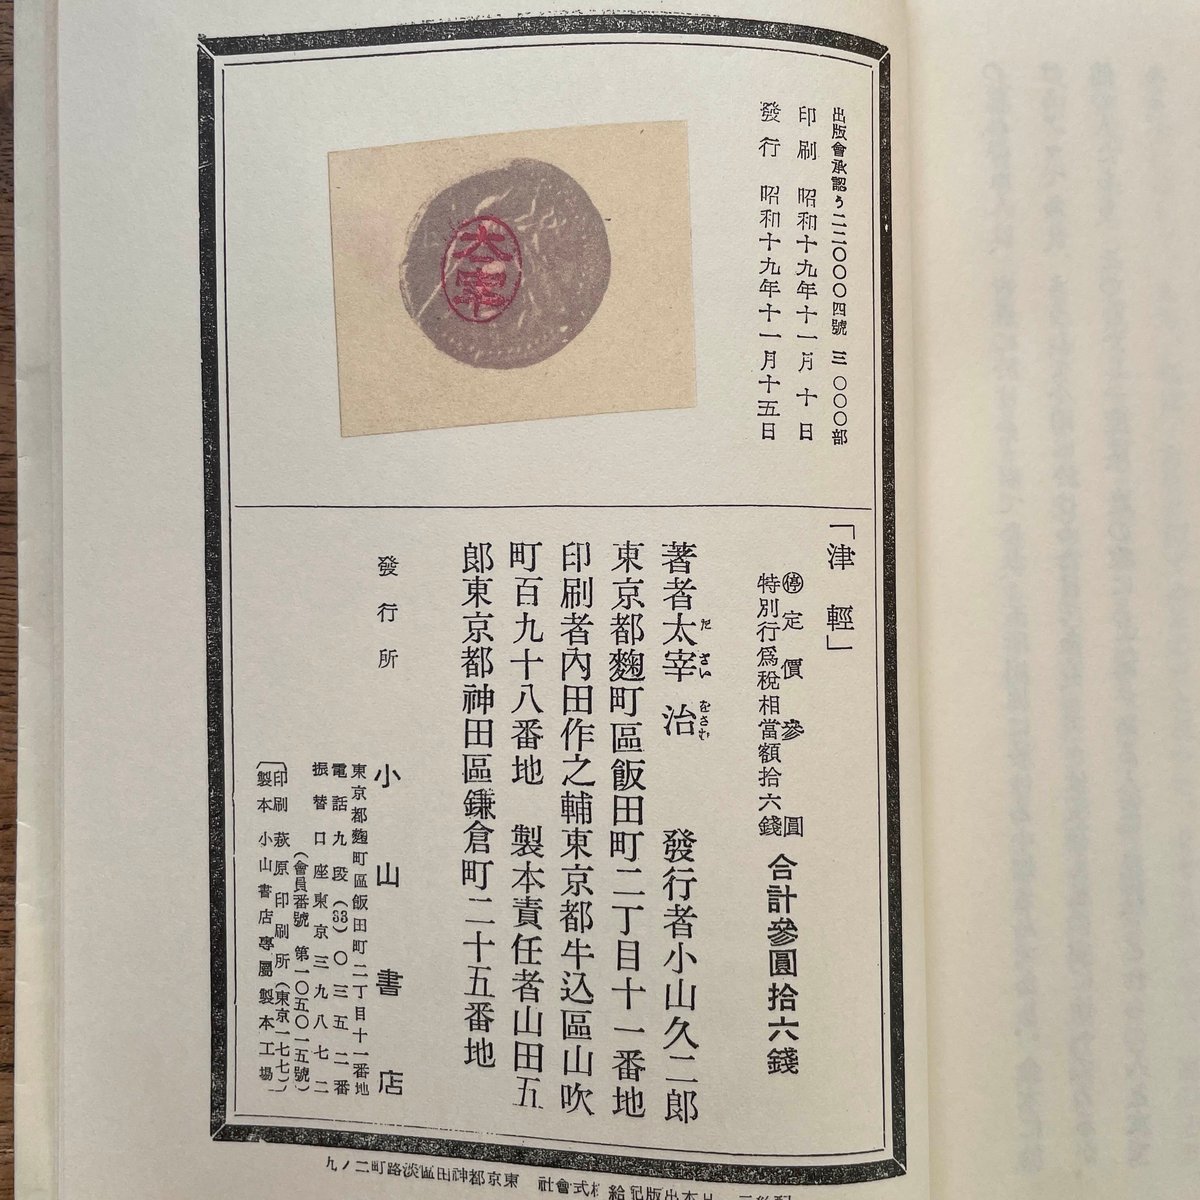 出版會承認う二二〇〇〇四號 三〇〇〇部
印刷 昭和十九年十一月十日
發行 昭和十九年十一月十五日
太宰
「津輕」
停 定價參圓
特別行爲稅相當額拾六錢
合計參圓拾六錢
著者太宰治 發行者小山久二郎
だざいをさむ
東京都麴町區飯田町二丁目十一番地
印刷者內田作之輔東京都牛込區山吹
町百九十八番地 製本責任者山田五
郎東京都神田區鎌倉町二十五番地
發行所 小山書店
東京都麴町區飯田町二丁目十一番地
電話九段(33)〇三五二番
振替口座東京三九八七二
(會員番號 第一〇五〇一五號)
印刷 萩原印刷所(東京一七七)
製本 小山書店專屬製本工場
東京都神田區淡路町二ノ九
日本出版配給株式會社